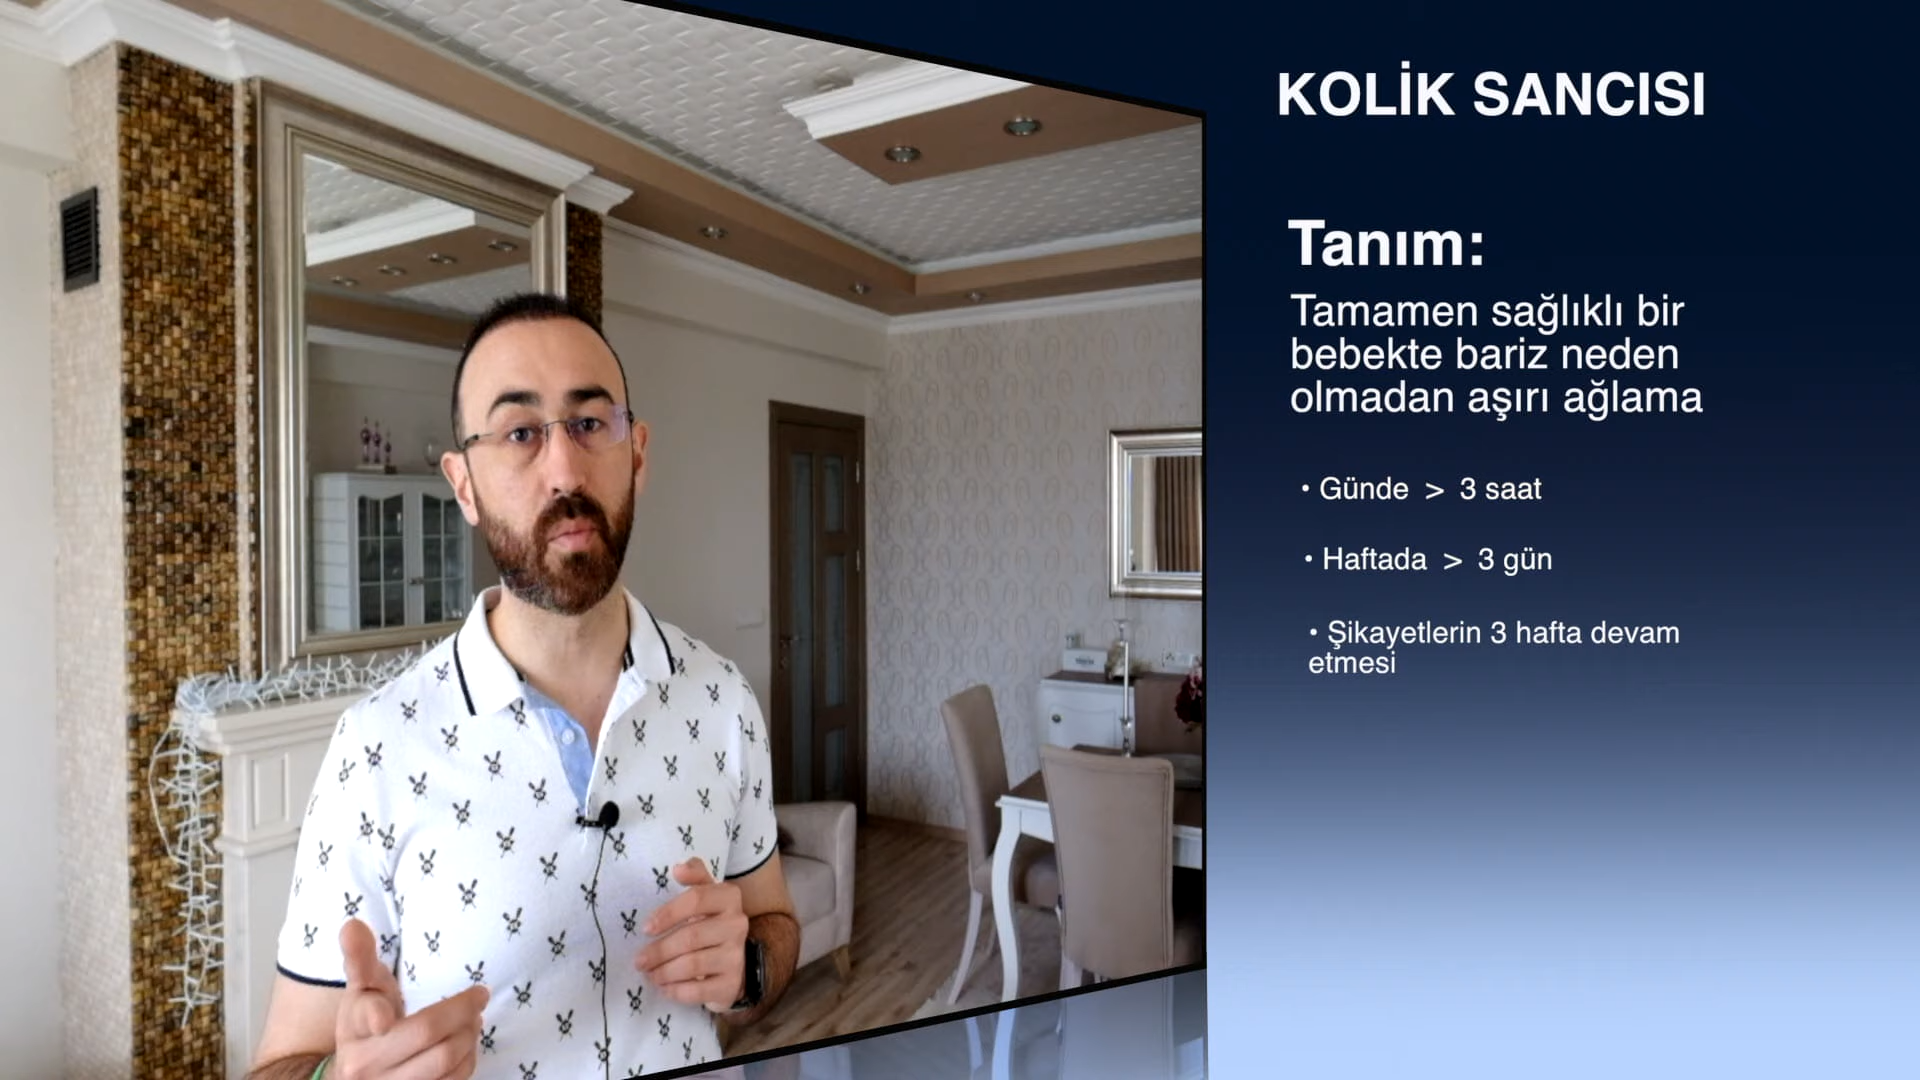 KOLİK SANCISI
Tanım:
Tamamen sağlıklı bir
bebekte bariz neden
olmadan aşırı ağlama
• Günde > 3 saat
• Haftada > 3 gün
• Şikayetlerin 3 hafta devam
etmesi